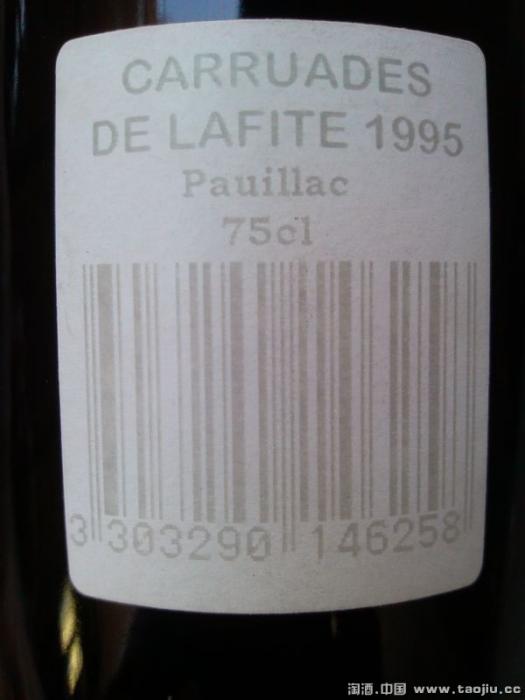 CARRUADES
DE LAFITE 1995
Pauillac
75cl
3 303290 146258
淘酒.中国 www.taojiu.cc